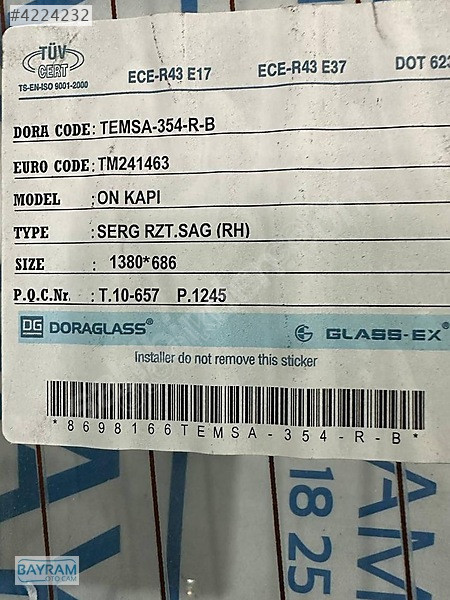 #4224232
TÜV
CERT
TS-EN-ISO 9001-2000
ECE-R43 E17 ECE-R43 E37 DOT 623
DORA CODE: TEMSA-354-R-B
EURO CODE: TM241463
MODEL : ON KAPI
TYPE : SERG RZT.SAG (RH)
SIZE : 1380*686
P.Q.C.Nr. : T.10-657 P.1245
DG DORAGLASS® GLASS-EX®
Installer do not remove this sticker
*8698166TEMSA-354-R-B*
18 25
BAYRAM
OTO CAM